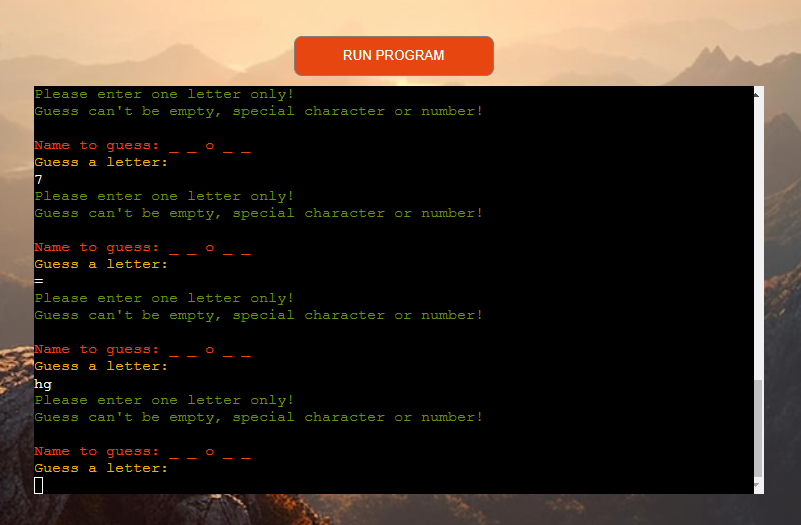 RUN PROGRAM
Please enter one letter only!
Guess can't be empty, special character or number!
Name to guess: _ _ o _ _
Guess a letter:
7
Please enter one letter only!
Guess can't be empty, special character or number!
Name to guess: _ _ o _ _
Guess a letter:
=
Please enter one letter only!
Guess can't be empty, special character or number!
Name to guess: _ _ o _ _
Guess a letter:
hg
Please enter one letter only!
Guess can't be empty, special character or number!
Name to guess: _ _ o _ _
Guess a letter: